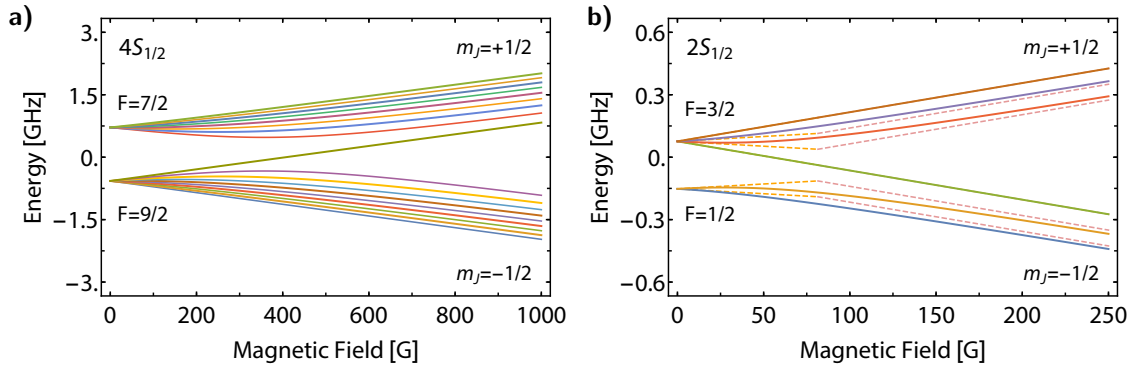 a)
3.
1.5
0
−1.5
−3.
Energy [GHz]
4S1/2
mJ=+1/2
F=7/2
F=9/2
mJ=−1/2
0 200 400 600 800 1000
Magnetic Field [G]
b)
0.6
0.3
0.
−0.3
−0.6
Energy [GHz]
2S1/2
mJ=+1/2
F=3/2
F=1/2
mJ=−1/2
0 50 100 150 200 250
Magnetic Field [G]